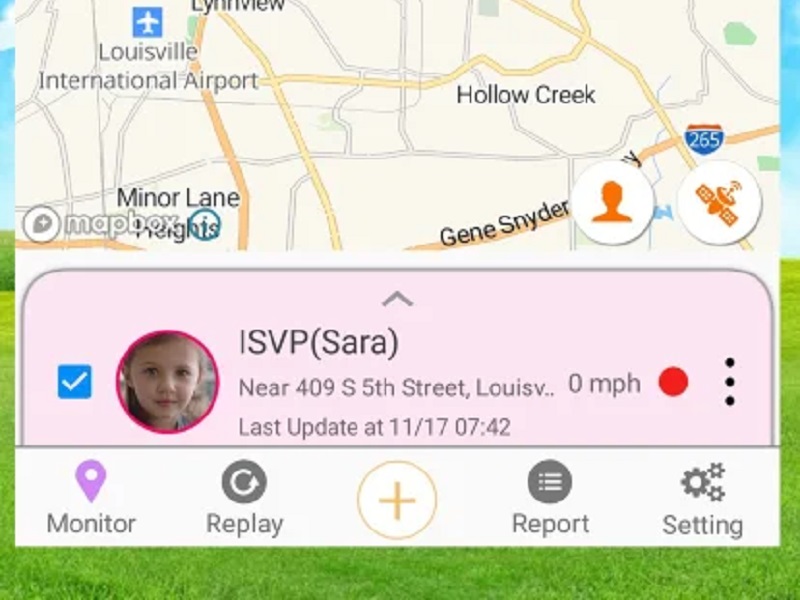 Lynnview
Louisville
International Airport
Hollow Creek
265
Minor Lane
Heights
mapbox
Gene Snyder
y
ISVP(Sara)
Near 409 S 5th Street, Louisv..
0 mph
Last Update at 11/17 07:42
Monitor
Replay
Report
Setting